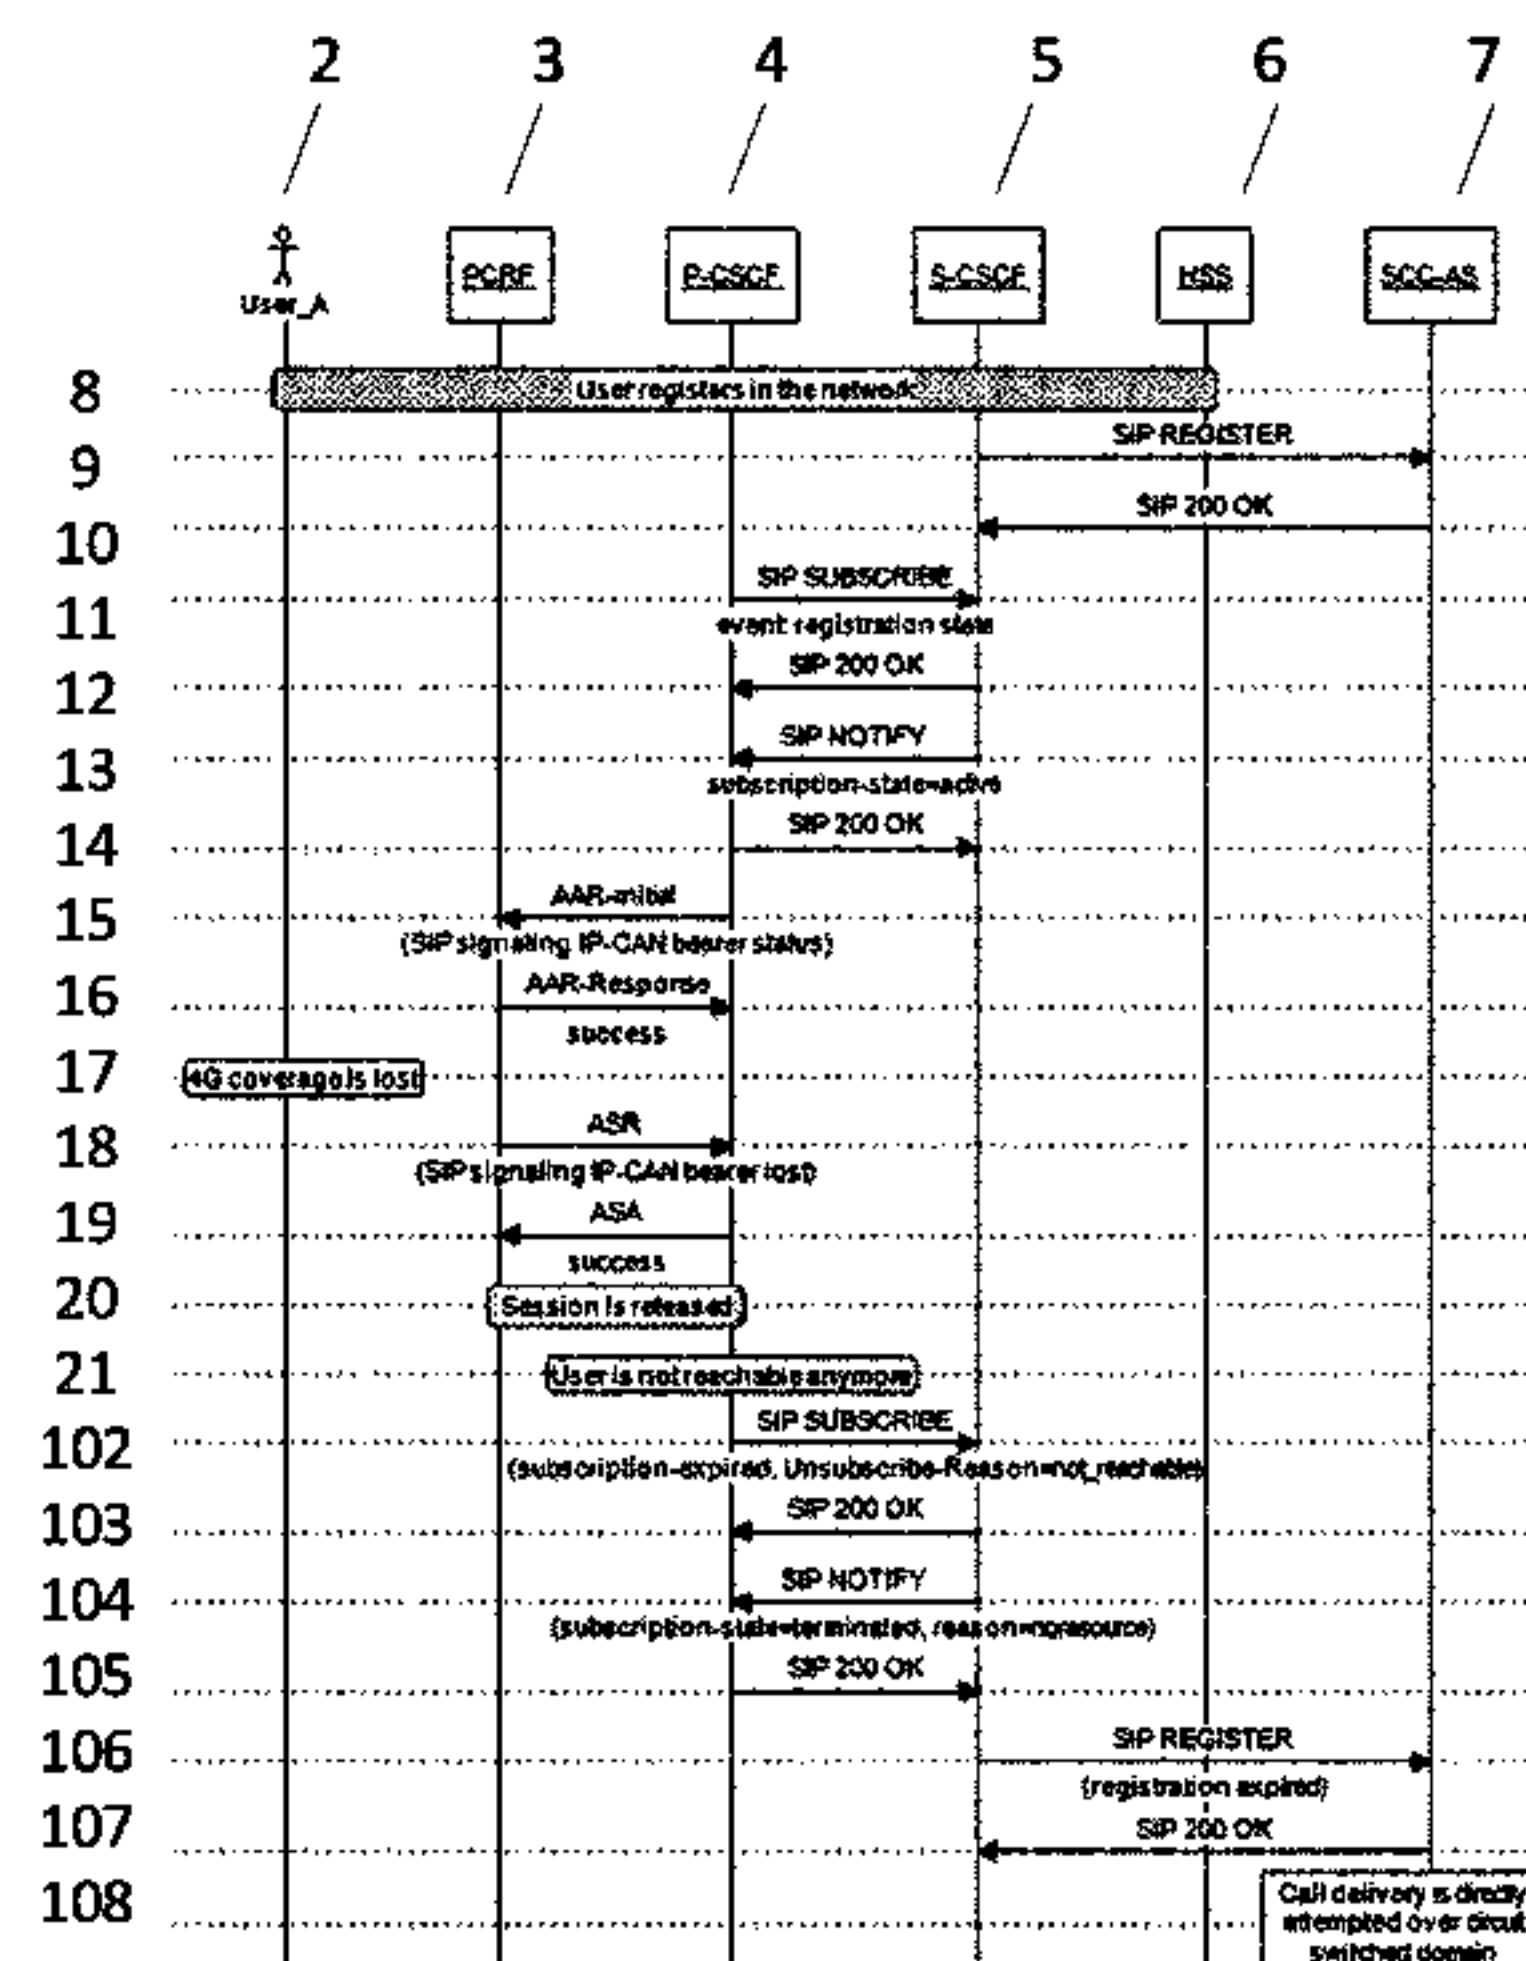 2 3 4 5 6 7
User_A
PCRF
P-CSCF
S-CSCF
HSS
SCC-AS
8
User registers in the network
SIP REGISTER
9
SIP 200 OK
10
SIP SUBSCRIBE
11
event: registration state
SIP 200 OK
12
SIP NOTIFY
13
subscription-state=active
SIP 200 OK
14
AAR-initial
15
(SIP signaling IP-CAN bearer status)
AAR-Response
16
success
17
4G coverage is lost
ASR
18
(SIP signaling IP-CAN bearer lost)
ASA
19
success
20
Session is released
21
User is not reachable anymore
SIP SUBSCRIBE
102
(subscription-expired, Unsubscribe-Reason=not_reachable)
SIP 200 OK
103
SIP NOTIFY
104
(subscription-state=terminated, reason=noresource)
SIP 200 OK
105
SIP REGISTER
106
(registration expired)
SIP 200 OK
107
108
Call delivery is directly
attempted over circuit
switched domain